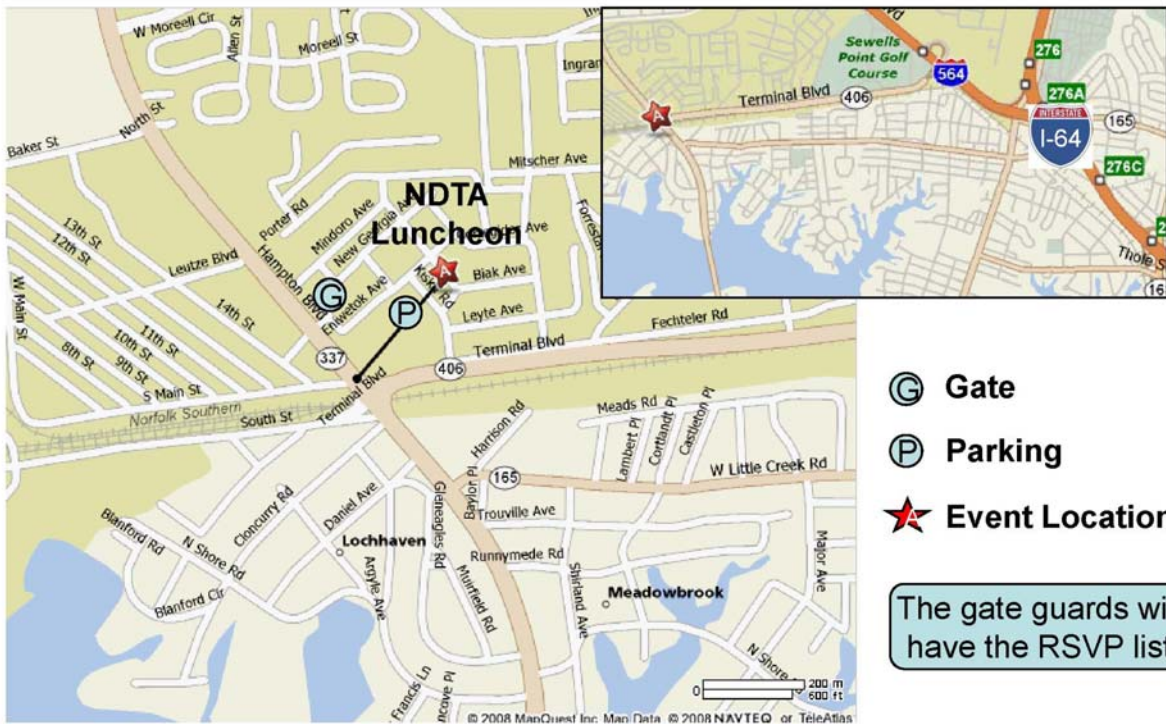 W Moreell Cir
Allen St
Moreell St
North St
Baker St
Ingran
Mitscher Ave
Porter Rd
Mindoro Ave
New Georgia Ave
NDTA
Luncheon
Forrestal
13th St
12th St
Leutze Blvd
Hampton Blvd
G
Eniwetok Ave
Kiska Rd
A
Biak Ave
P
Leyte Ave
W Main St
14th St
11th St
10th St
9th St
8th St
S Main St
337
406
Terminal Blvd
Fechteler Rd
Norfolk Southern
South St
Terminal Blvd
Harrison Rd
Meads Rd
Lambert Pl
Cortlandt Pl
Castleton Pl
165
W Little Creek Rd
Baylor Pl
Gleneagles Rd
Cloncurry Rd
Daniel Ave
Trouville Ave
Blanford Rd
N Shore Rd
Lochhaven
Runnymede Rd
Major Ave
Argyle Ave
Muirfield Rd
Shirland Ave
Meadowbrook
Blanford Cir
N Shore Rd
Francis Ln
ncove Pl
0
200 m
600 ft
© 2008 MapQuest Inc. Map Data © 2008 NAVTEQ or TeleAtlas
Sewells
Point Golf
Course
564
276
276A
Terminal Blvd
406
A
INTERSTATE
I-64
165
276C
Thole S
G Gate
P Parking
A Event Location
The gate guards wi
have the RSVP list